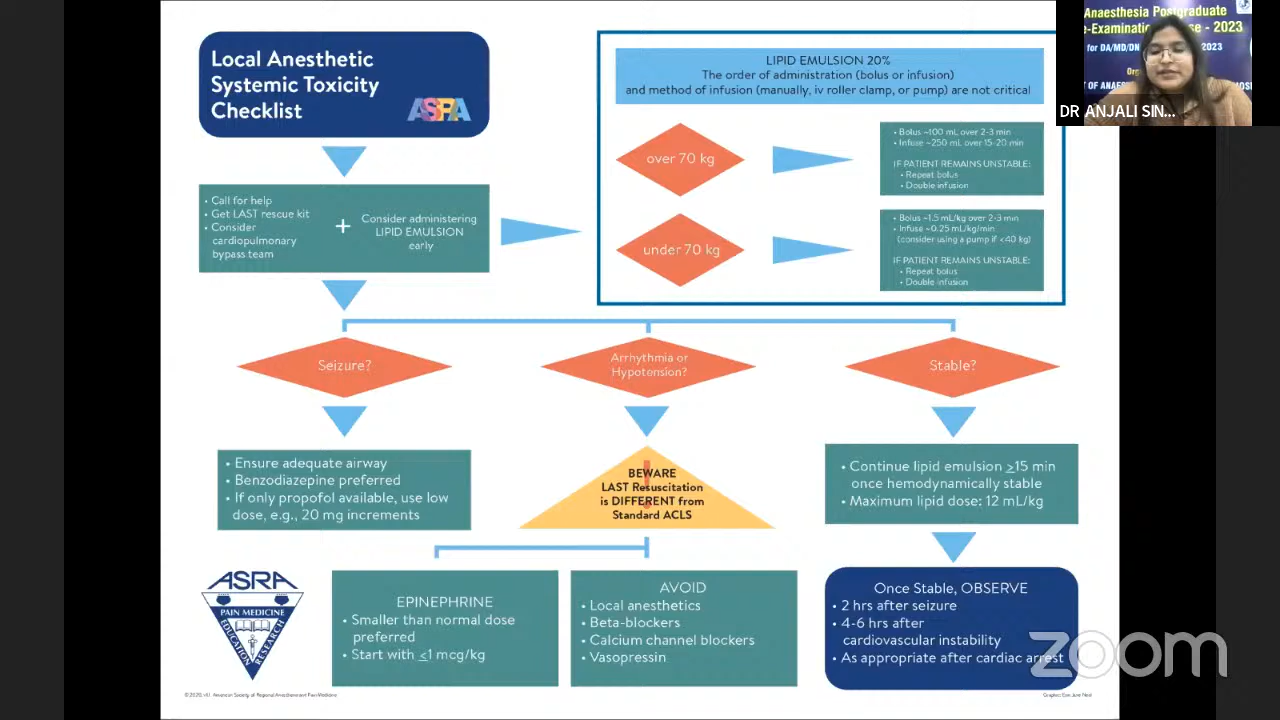 Local Anesthetic
Systemic Toxicity
Checklist
ASRA
• Call for help
• Get LAST rescue kit
• Consider
cardiopulmonary
bypass team
+
Consider administering
LIPID EMULSION
early
LIPID EMULSION 20%
The order of administration (bolus or infusion)
and method of infusion (manually, iv roller clamp, or pump) are not critical
over 70 kg
• Bolus ~100 mL over 2-3 min
• Infuse ~250 mL over 15-20 min
IF PATIENT REMAINS UNSTABLE:
• Repeat bolus
• Double infusion
under 70 kg
• Bolus ~1.5 mL/kg over 2-3 min
• Infuse ~0.25 mL/kg/min
(consider using a pump if <40 kg)
IF PATIENT REMAINS UNSTABLE:
• Repeat bolus
• Double infusion
Anaesthesia Postgraduate
e-Examination se - 2023
for DA/MD/DN 2023
Org
OF ANAES
DR ANJALI SIN...
Seizure?
Arrhythmia or
Hypotension?
Stable?
• Ensure adequate airway
• Benzodiazepine preferred
• If only propofol available, use low
dose, e.g., 20 mg increments
BEWARE
LAST Resuscitation
is DIFFERENT from
Standard ACLS
• Continue lipid emulsion ≥15 min
once hemodynamically stable
• Maximum lipid dose: 12 mL/kg
ASRA
PAIN MEDICINE
EDUCATION
RESEARCH
EPINEPHRINE
• Smaller than normal dose
preferred
• Start with ≤1 mcg/kg
AVOID
• Local anesthetics
• Beta-blockers
• Calcium channel blockers
• Vasopressin
Once Stable, OBSERVE
• 2 hrs after seizure
• 4-6 hrs after
cardiovascular instability
• As appropriate after cardiac arrest
zoom
American Society of Regional Anesthesia and Pain Medicine